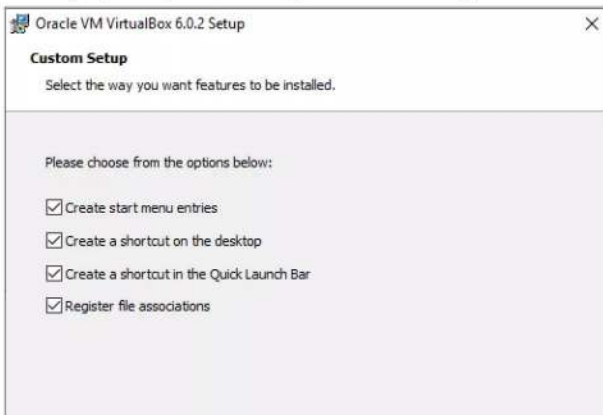 Oracle VM VirtualBox 6.0.2 Setup
Custom Setup
Select the way you want features to be installed.
Please choose from the options below:
Create start menu entries
Create a shortcut on the desktop
Create a shortcut in the Quick Launch Bar
Register file associations